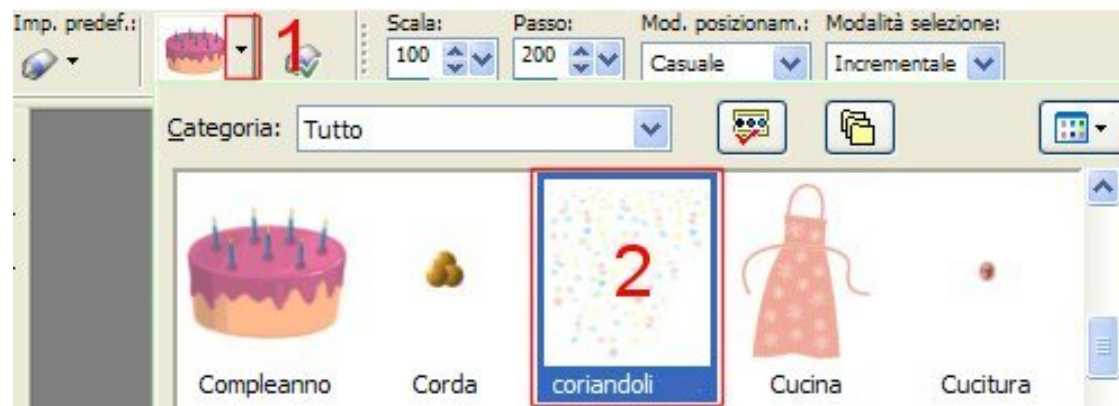 Imp. predef.: 1 Scala: Passo: Mod. posizionam.: Modalità selezione:
100 200 Casuale Incrementale
Categoria: Tutto
2
Compleanno Corda coriandoli Cucina Cucitura